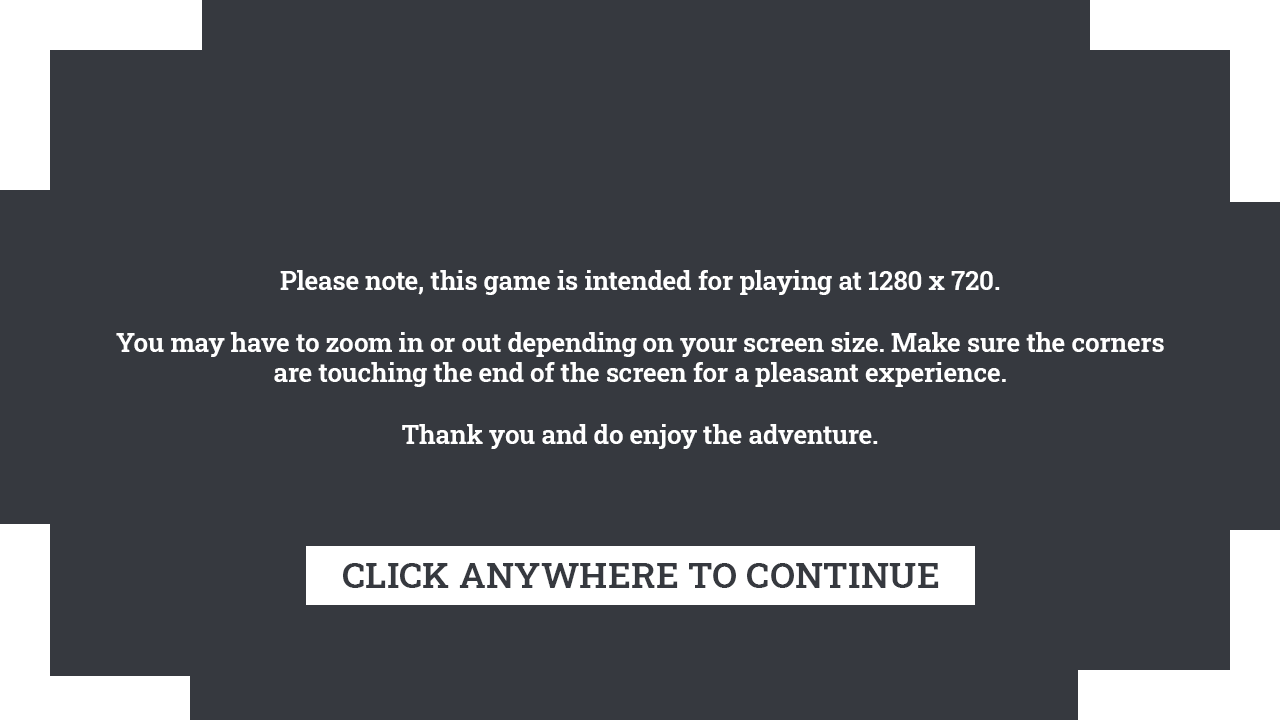 Please note, this game is intended for playing at 1280 x 720.
You may have to zoom in or out depending on your screen size. Make sure the corners
are touching the end of the screen for a pleasant experience.
Thank you and do enjoy the adventure.
CLICK ANYWHERE TO CONTINUE